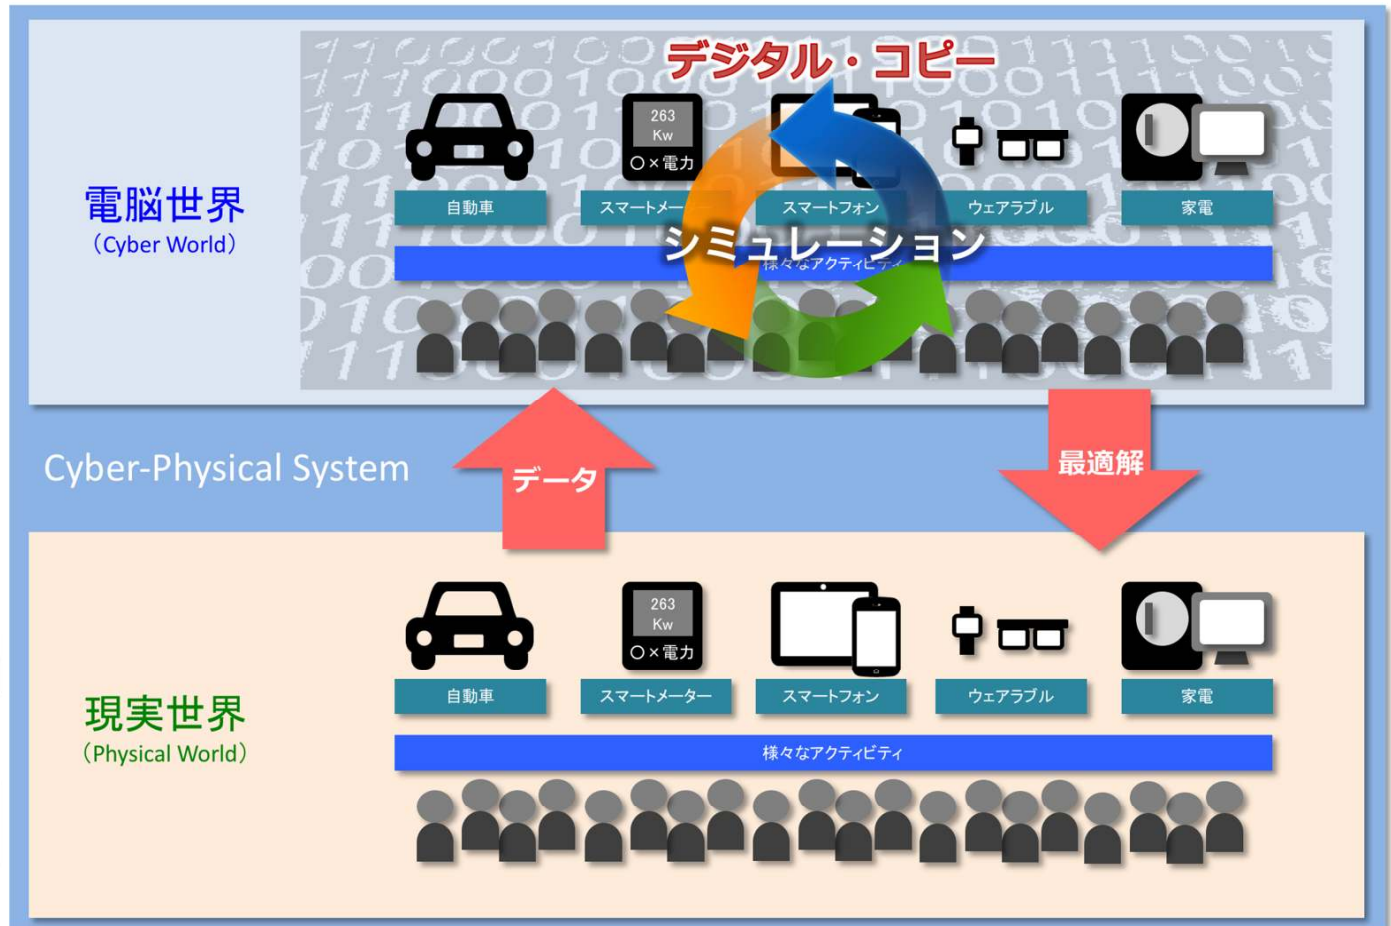 デジタル・コピー
263
Kw
○×電力
自動車
スマートメーター
スマートフォン
ウェアラブル
家電
電脳世界
（Cyber World）
シミュレーション
様々なアクティビティ
データ
最適解
Cyber-Physical System
263
Kw
○×電力
自動車
スマートメーター
スマートフォン
ウェアラブル
家電
現実世界
（Physical World）
様々なアクティビティ